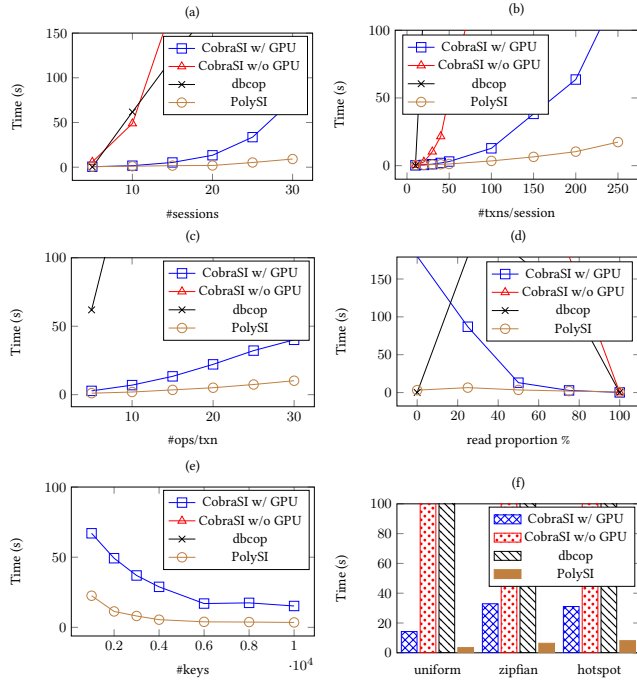 (a)
150
100
50
0
Time (s)
10
20
30
#sessions
CobraSI w/ GPU
CobraSI w/o GPU
dbcop
PolySI
(b)
100
50
0
Time (s)
50
100
150
200
250
#txns/session
CobraSI w/ GPU
CobraSI w/o GPU
dbcop
PolySI
(c)
100
50
0
Time (s)
10
20
30
#ops/txn
CobraSI w/ GPU
CobraSI w/o GPU
dbcop
PolySI
(d)
150
100
50
0
Time (s)
0
20
40
60
80
100
read proportion %
CobraSI w/ GPU
CobraSI w/o GPU
dbcop
PolySI
(e)
100
50
0
Time (s)
0.2
0.4
0.6
0.8
1
·10⁴
#keys
CobraSI w/ GPU
CobraSI w/o GPU
dbcop
PolySI
(f)
100
80
60
40
20
0
Time (s)
uniform
zipfian
hotspot
CobraSI w/ GPU
CobraSI w/o GPU
dbcop
PolySI